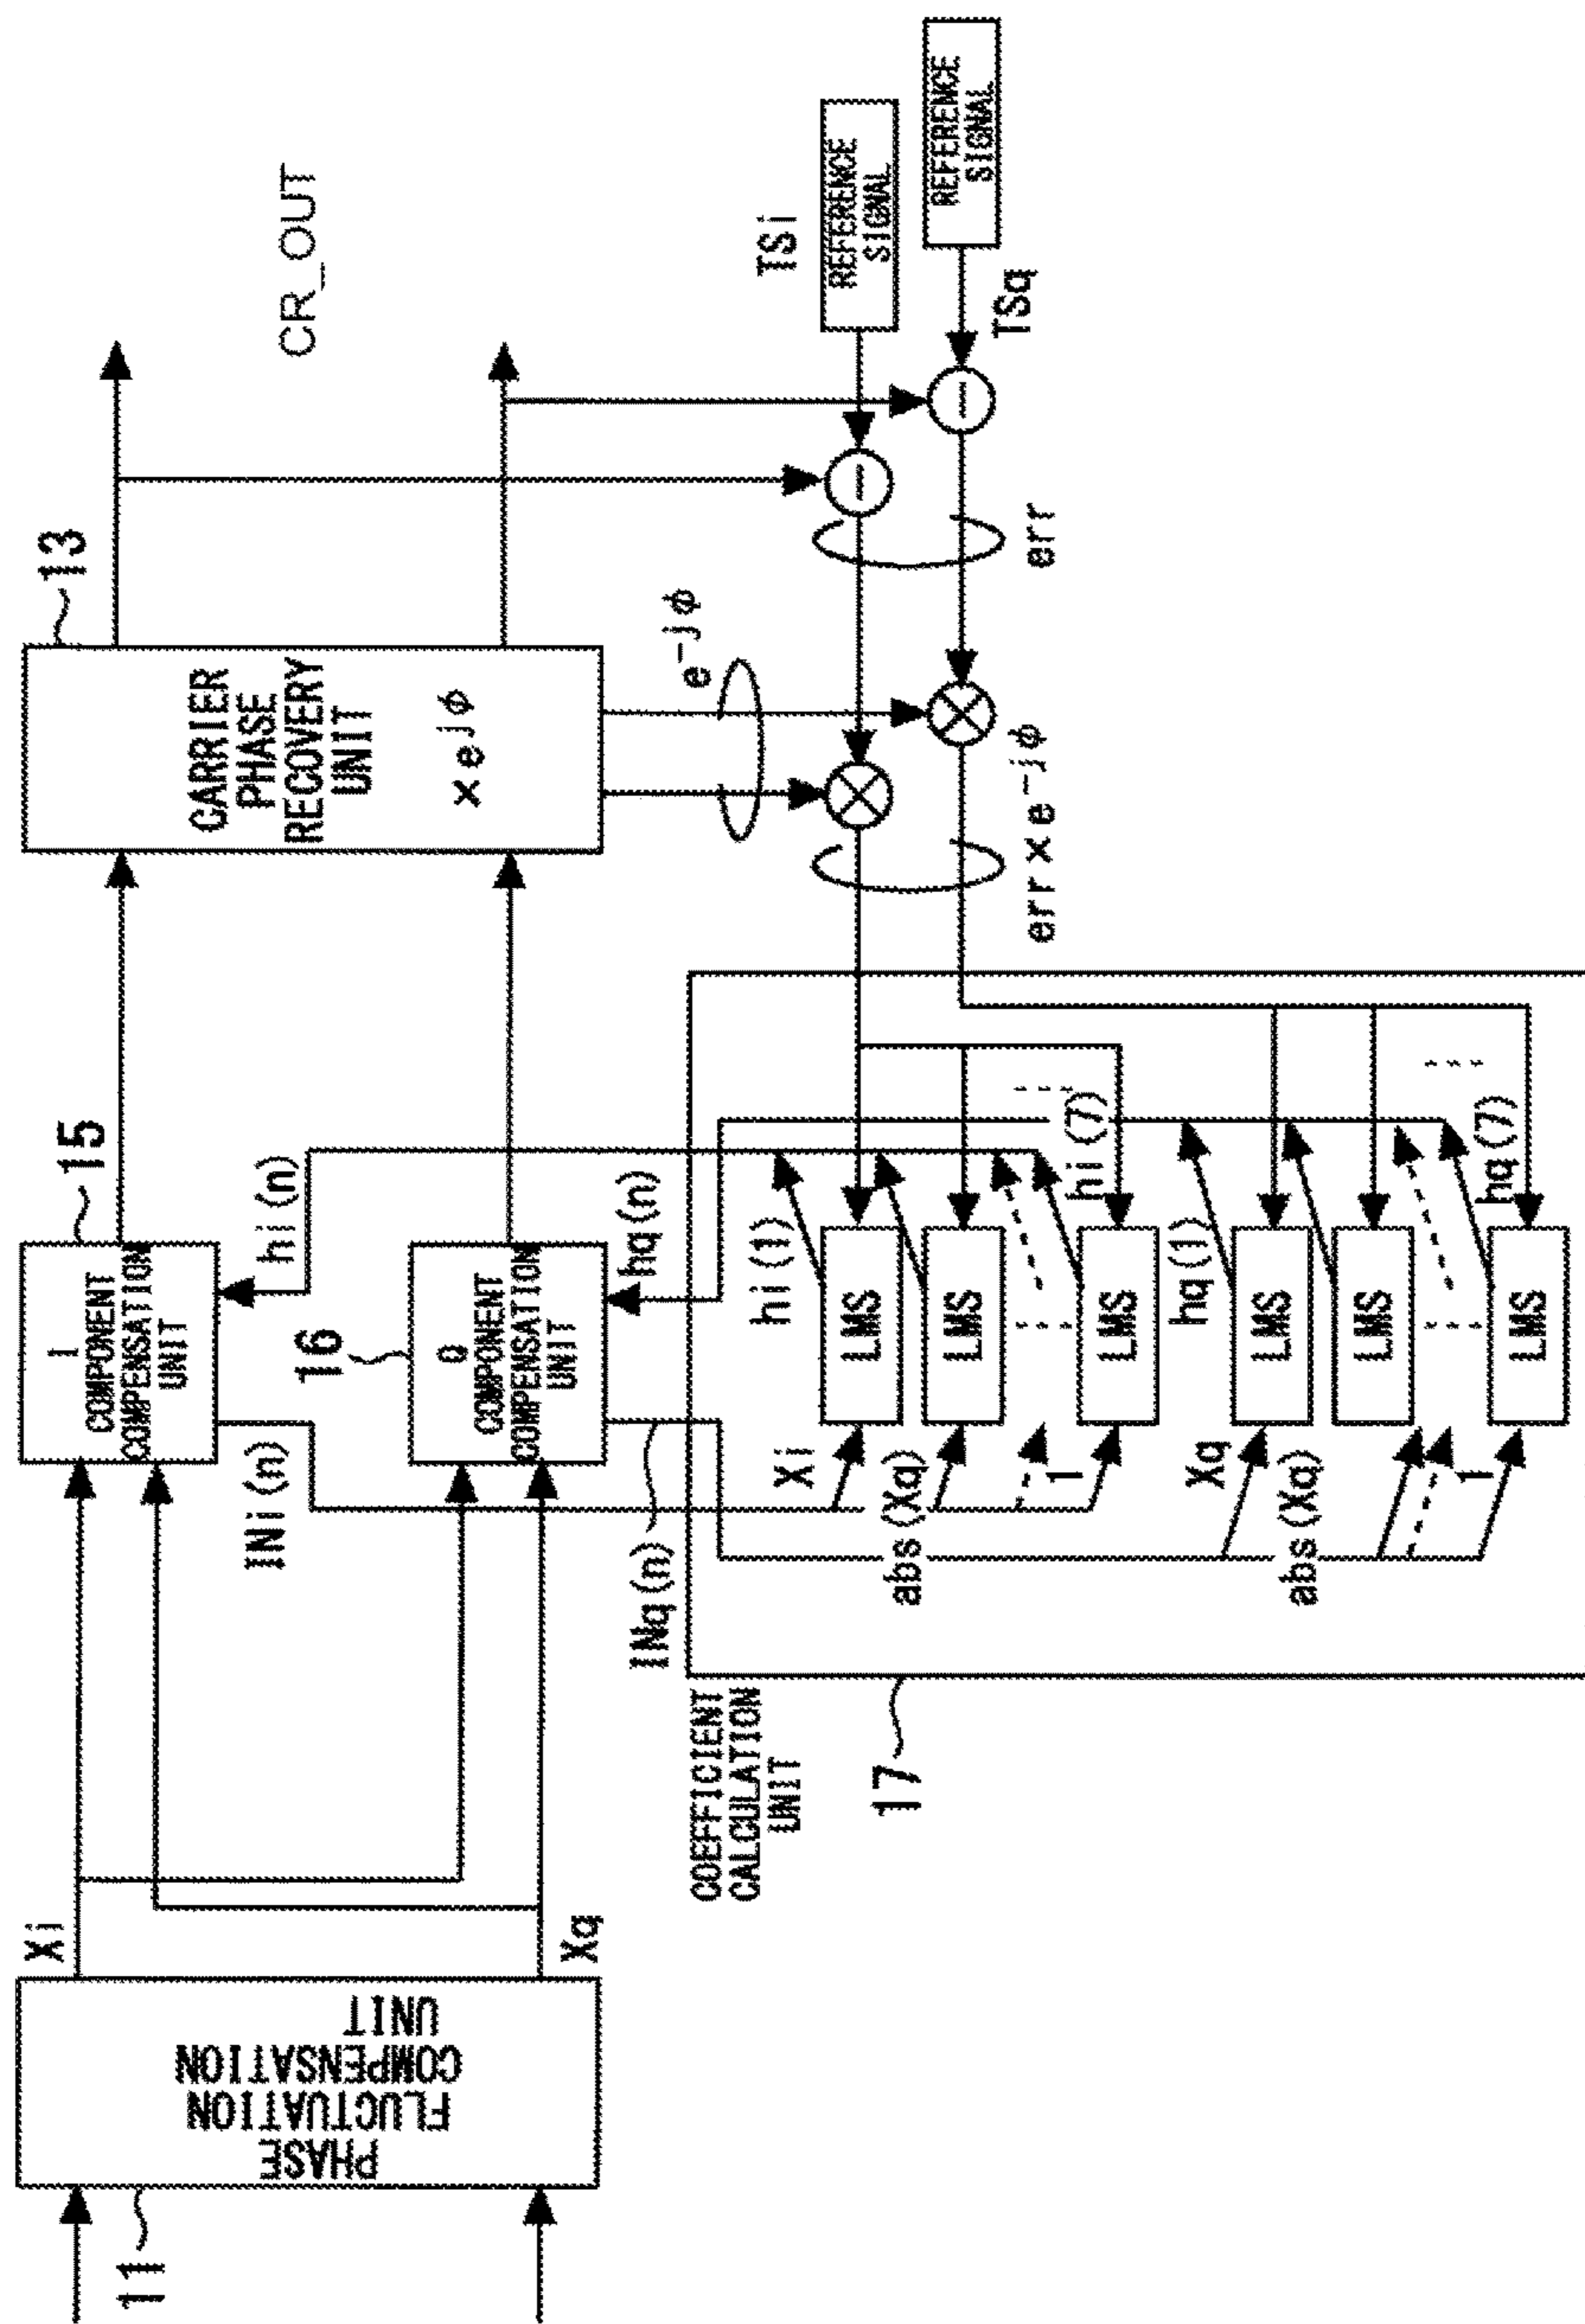 11
PHASE
FLUCTUATION
COMPENSATION
UNIT
Xi
Xq
15
I
COMPONENT
COMPENSATION
UNIT
INi(n)
hi(n)
16
Q
COMPONENT
COMPENSATION
UNIT
INq(n)
hq(n)
13
CARRIER
PHASE
RECOVERY
UNIT
×e^jφ
CR_OUT
e^-jφ
TSi
REFERENCE
SIGNAL
REFERENCE
SIGNAL
TSq
err
err×e^-jφ
COEFFICIENT
CALCULATION
UNIT
17
Xi
LMS
hi(1)
abs(Xq)
LMS
1
LMS
hi(7)
Xq
LMS
hq(1)
abs(Xq)
LMS
1
LMS
hq(7)